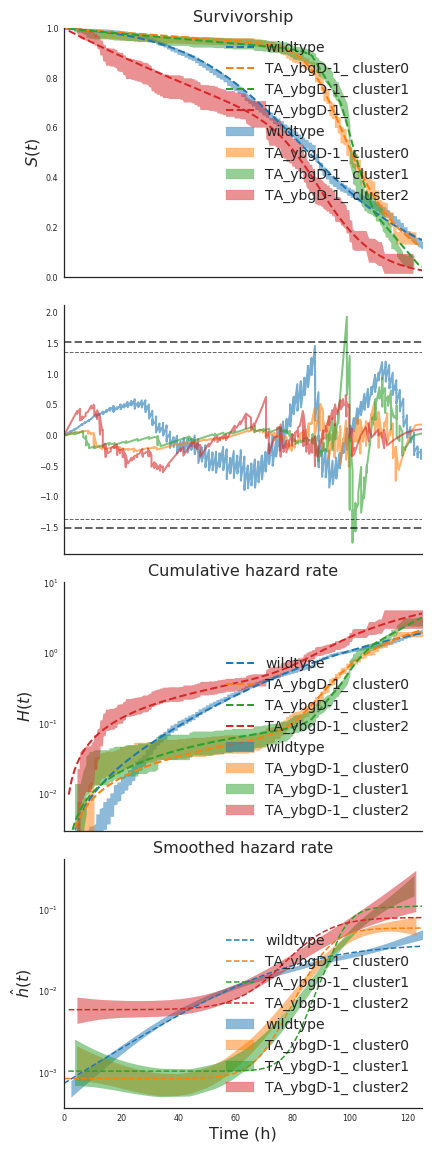 Survivorship
1.0
0.8
0.6
0.4
0.2
0.0
S(t)
wildtype
TA_ybgD-1_ cluster0
TA_ybgD-1_ cluster1
TA_ybgD-1_ cluster2
wildtype
TA_ybgD-1_ cluster0
TA_ybgD-1_ cluster1
TA_ybgD-1_ cluster2
2.0
1.5
1.0
0.5
0.0
−0.5
−1.0
−1.5
Cumulative hazard rate
10¹
10⁰
10⁻¹
10⁻²
H(t)
wildtype
TA_ybgD-1_ cluster0
TA_ybgD-1_ cluster1
TA_ybgD-1_ cluster2
wildtype
TA_ybgD-1_ cluster0
TA_ybgD-1_ cluster1
TA_ybgD-1_ cluster2
Smoothed hazard rate
10⁻¹
10⁻²
10⁻³
ĥ(t)
wildtype
TA_ybgD-1_ cluster0
TA_ybgD-1_ cluster1
TA_ybgD-1_ cluster2
wildtype
TA_ybgD-1_ cluster0
TA_ybgD-1_ cluster1
TA_ybgD-1_ cluster2
0 20 40 60 80 100 120
Time (h)